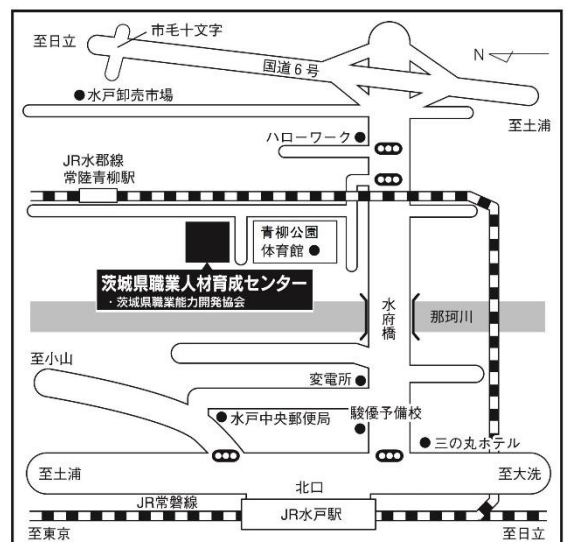 市毛十文字
至日立
国道6号
N
水戸卸売市場
至土浦
ハローワーク
JR水郡線
常陸青柳駅
青柳公園
体育館
茨城県職業人材育成センター
・茨城県職業能力開発協会
水府橋
那珂川
至小山
変電所
駿優予備校
水戸中央郵便局
三の丸ホテル
至土浦
至大洗
北口
JR常磐線
JR水戸駅
至東京
至日立